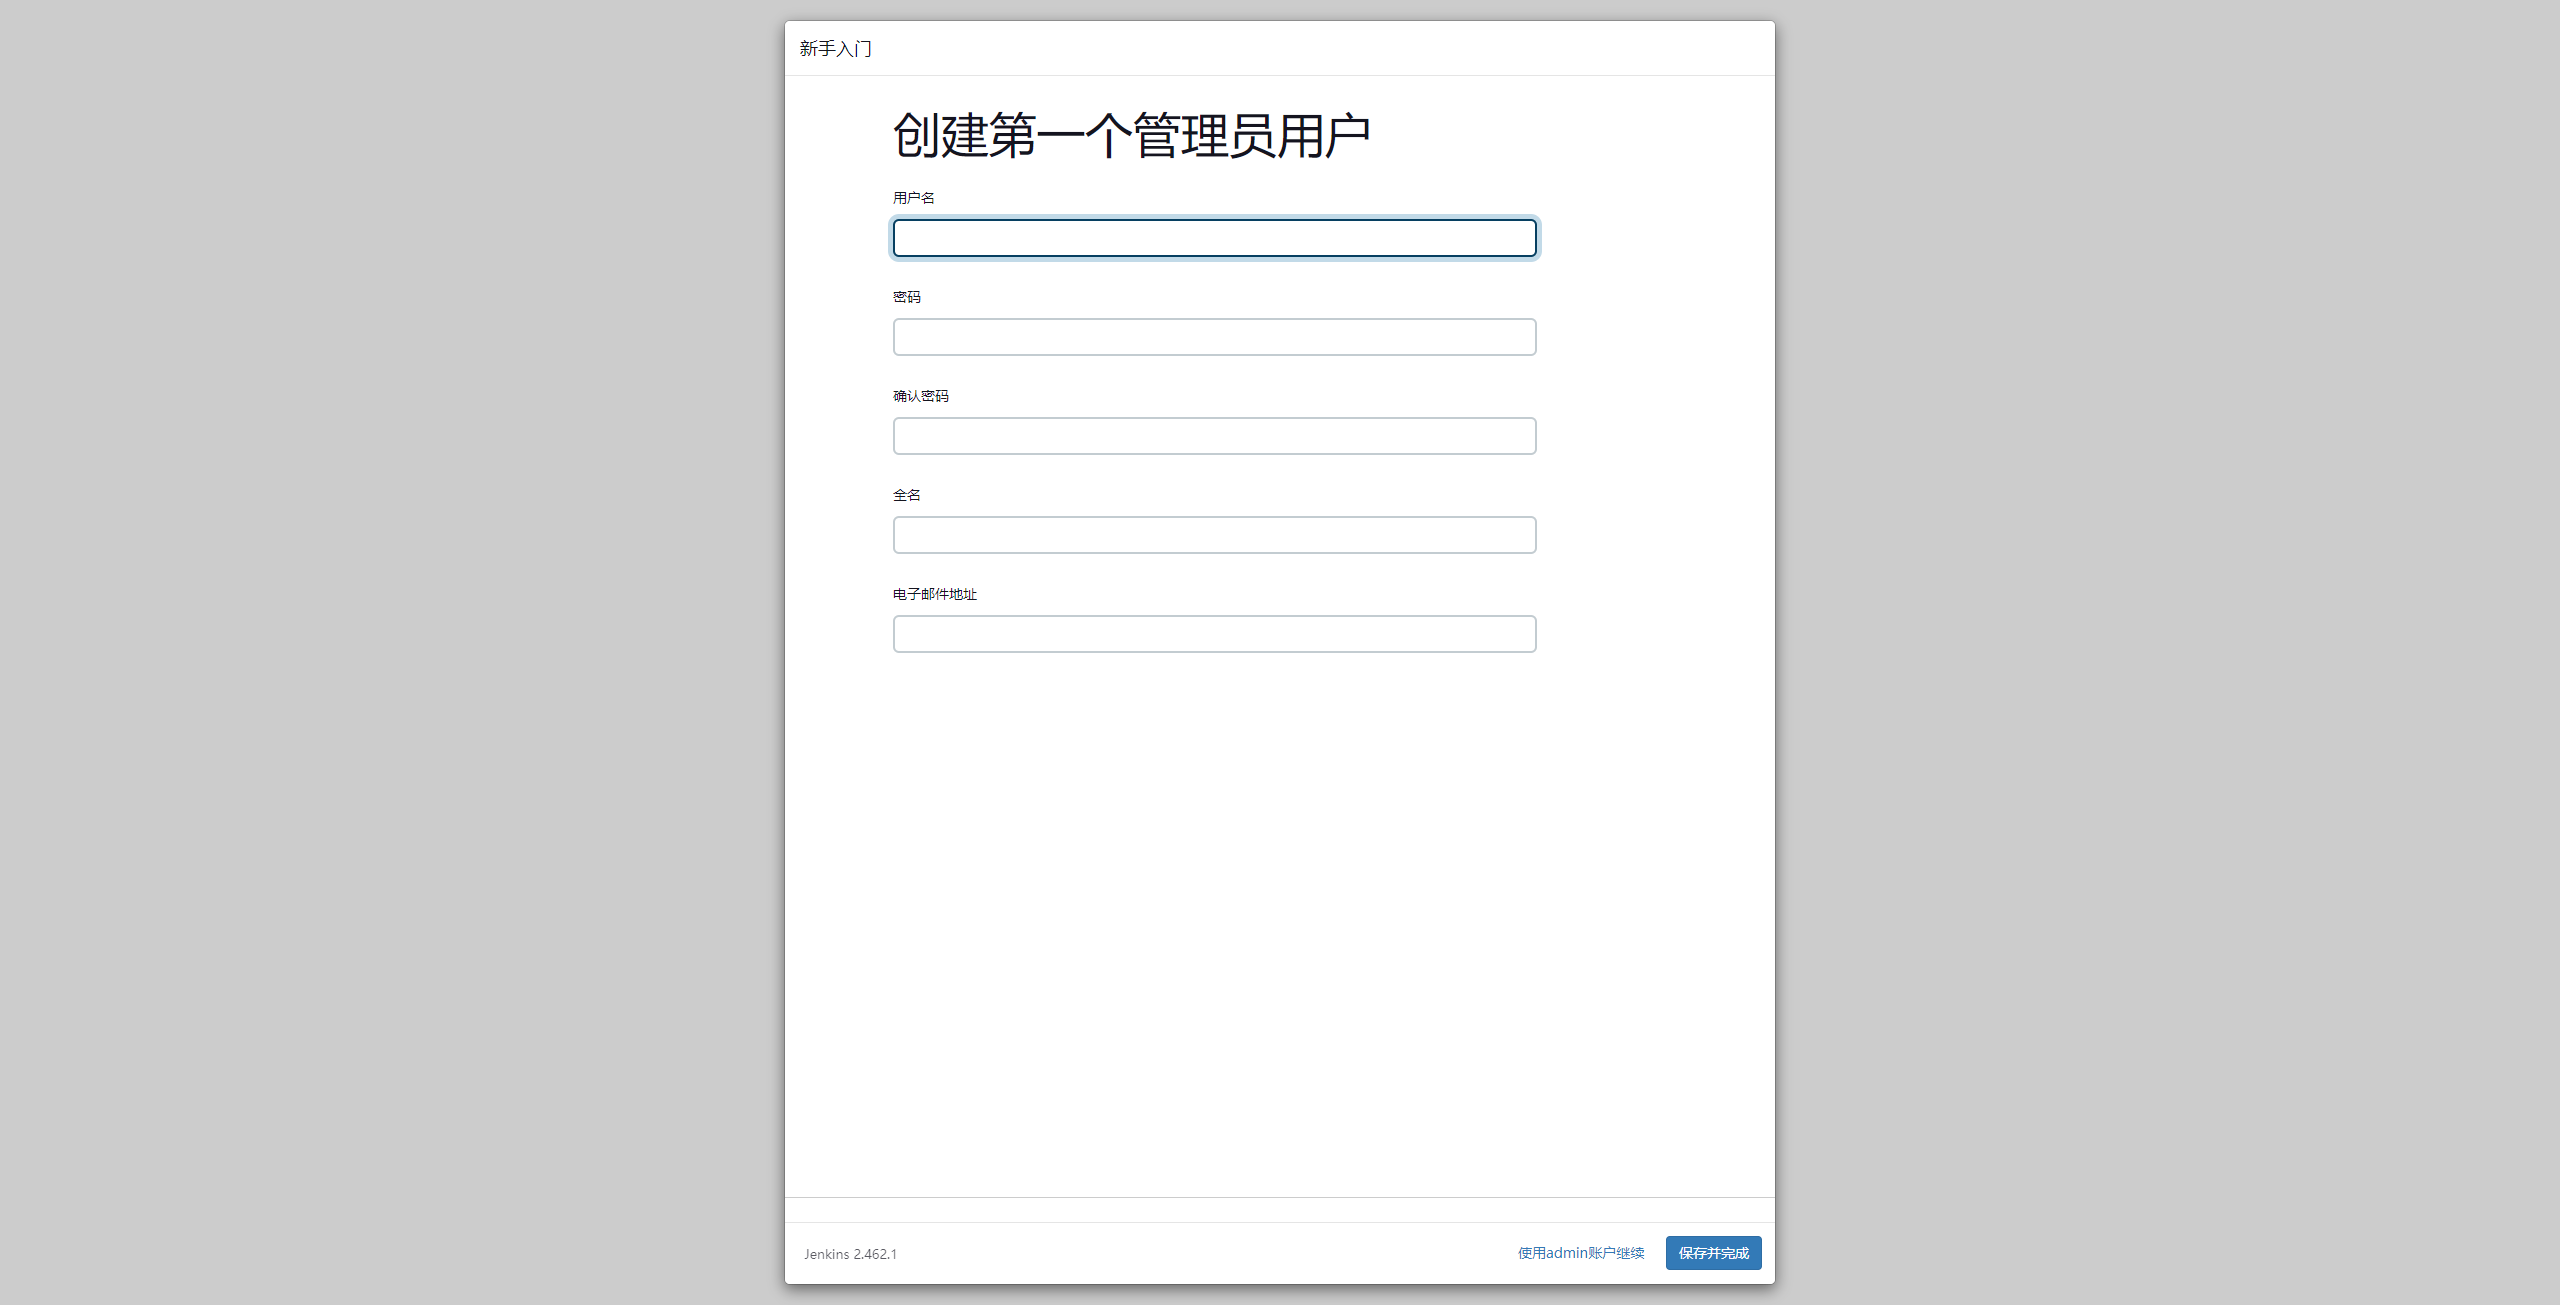 新手入门
创建第一个管理员用户
用户名
密码
确认密码
全名
电子邮件地址
Jenkins 2.462.1
使用admin账户继续
保存并完成